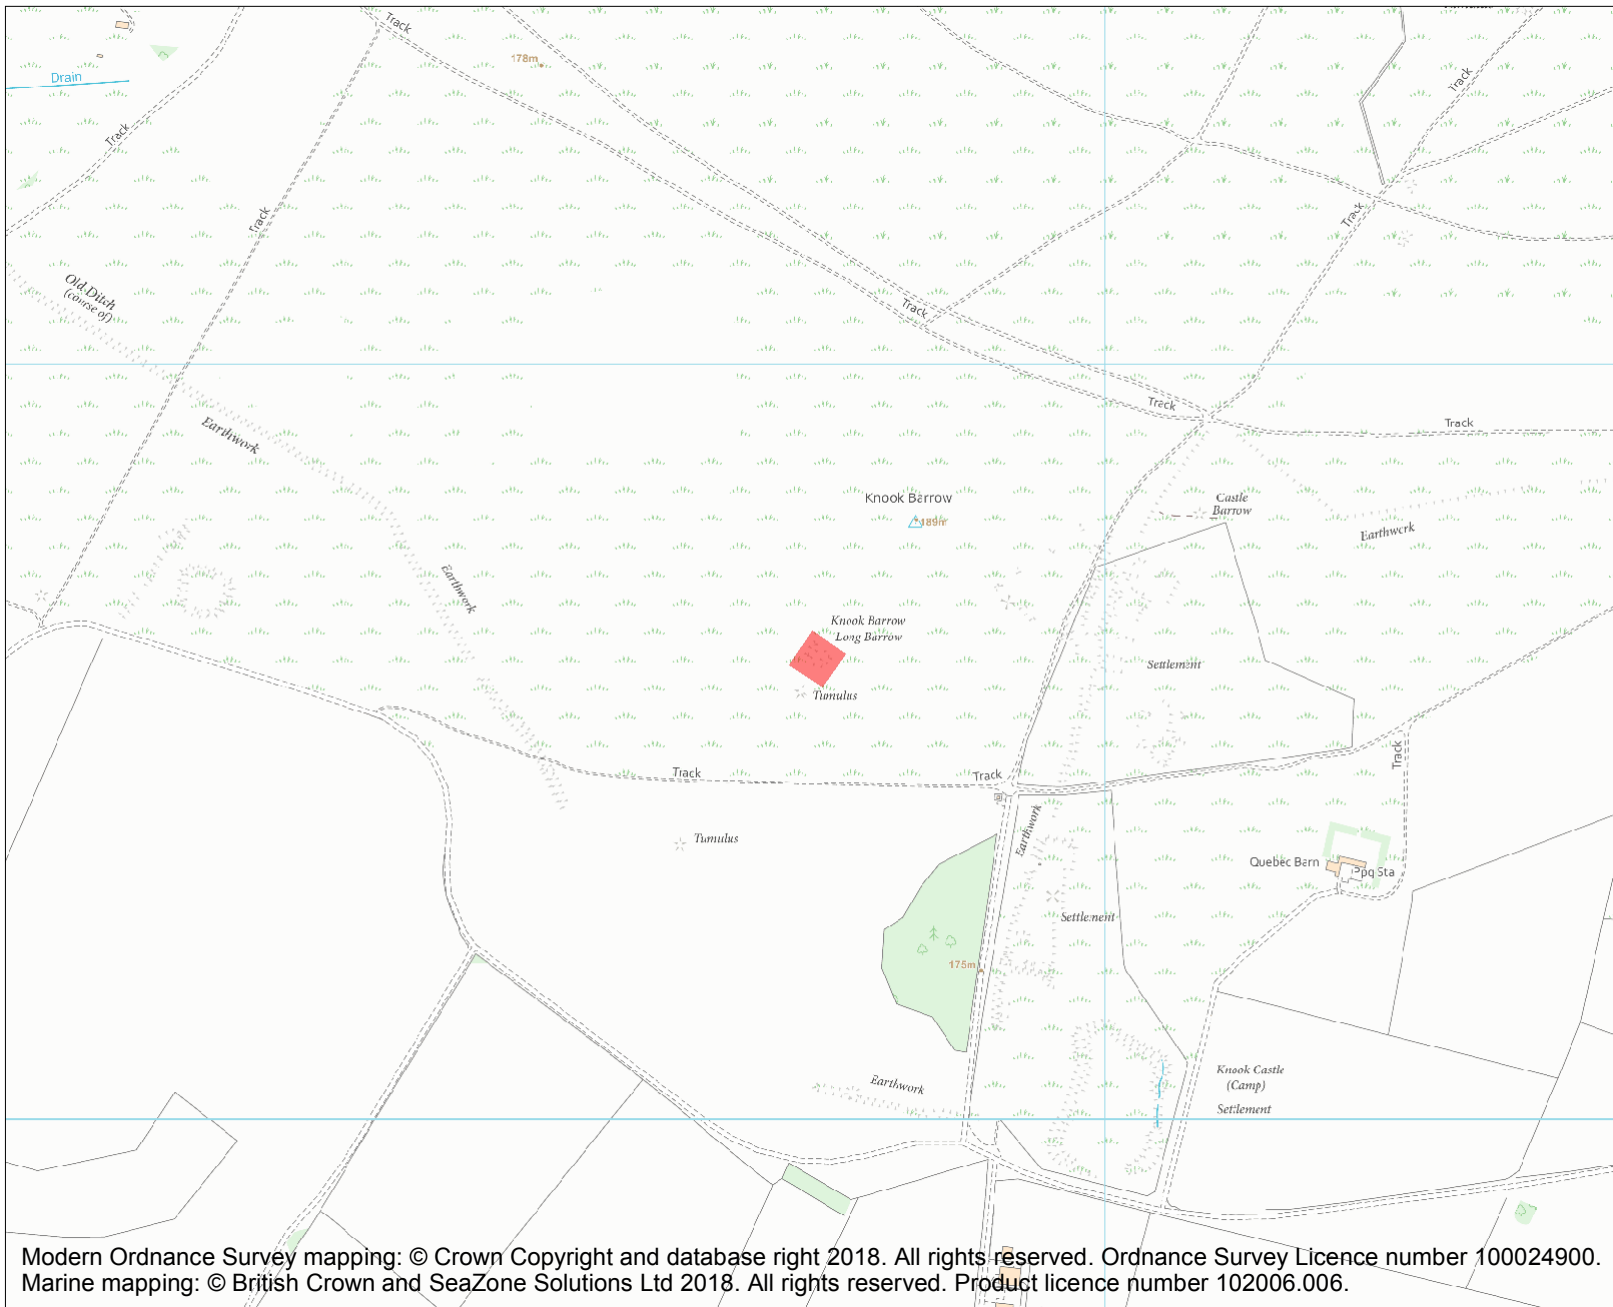 Track
178m
Drain
Track
Track
Track
Track
Old Ditch
(course of)
Track
Track
Track
Earthwork
Knook Barrow
189m
Castle
Barrow
Earthwork
Earthwork
Knook Barrow
Long Barrow
Settlement
Tumulus
Track
Track
Track
Tumulus
Earthwork
Quebec Barn
Ppg Sta
Settlement
175m
Earthwork
Knook Castle
(Camp)
Settlement
Modern Ordnance Survey mapping: © Crown Copyright and database right 2018. All rights reserved. Ordnance Survey Licence number 100024900.
Marine mapping: © British Crown and SeaZone Solutions Ltd 2018. All rights reserved. Product licence number 102006.006.